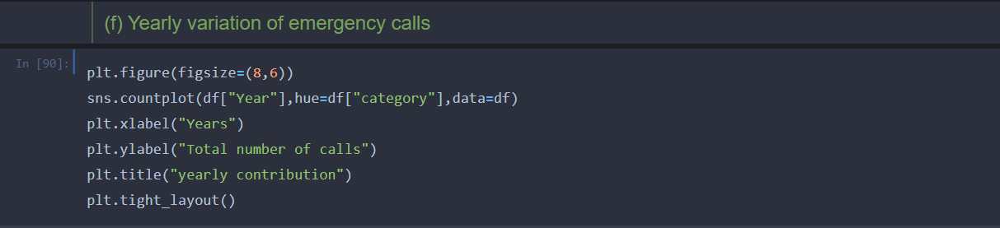 (f) Yearly variation of emergency calls
In [90]:
plt.figure(figsize=(8,6))
sns.countplot(df["Year"],hue=df["category"],data=df)
plt.xlabel("Years")
plt.ylabel("Total number of calls")
plt.title("yearly contribution")
plt.tight_layout()